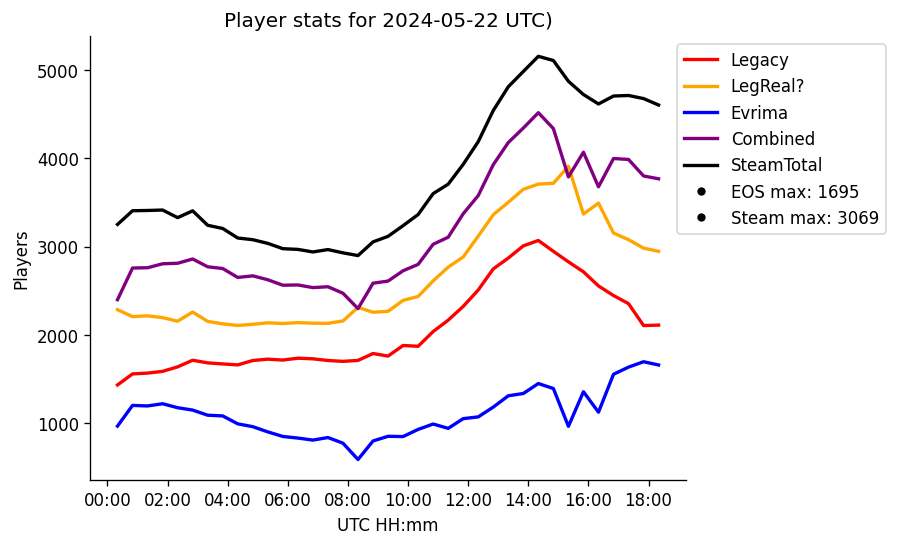 Player stats for 2024-05-22 UTC)
5000
4000
3000
2000
1000
Players
00:00 02:00 04:00 06:00 08:00 10:00 12:00 14:00 16:00 18:00
UTC HH:mm
Legacy
LegReal?
Evrima
Combined
SteamTotal
EOS max: 1695
Steam max: 3069